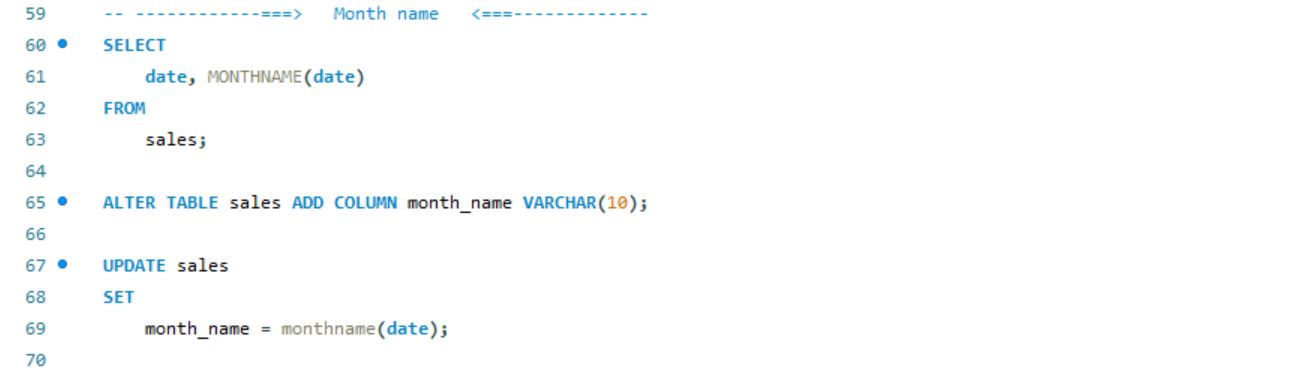 59 -- ------------===> Month name <===-------------
60 SELECT
61 date, MONTHNAME(date)
62 FROM
63 sales;
64
65 ALTER TABLE sales ADD COLUMN month_name VARCHAR(10);
66
67 UPDATE sales
68 SET
69 month_name = monthname(date);
70